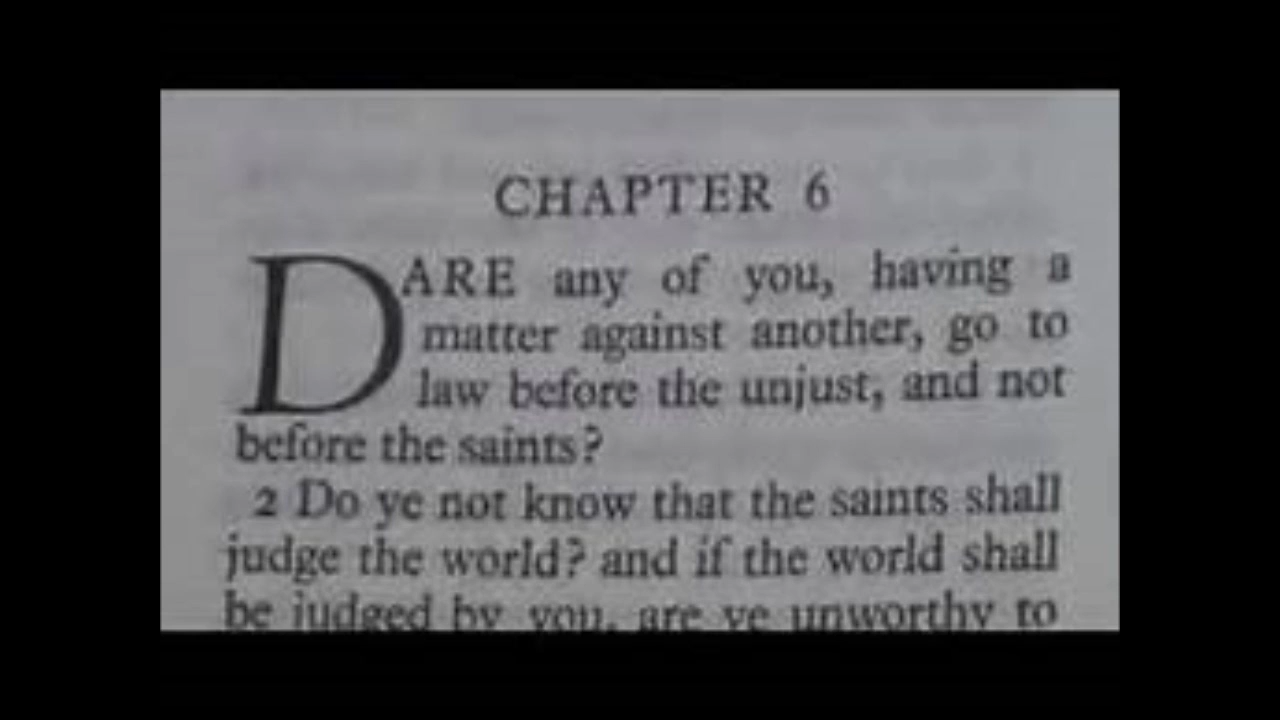 CHAPTER 6
DARE any of you, having a
matter against another, go to
law before the unjust, and not
before the saints?
2 Do ye not know that the saints shall
judge the world? and if the world shall
be judged by you, are ye unworthy to